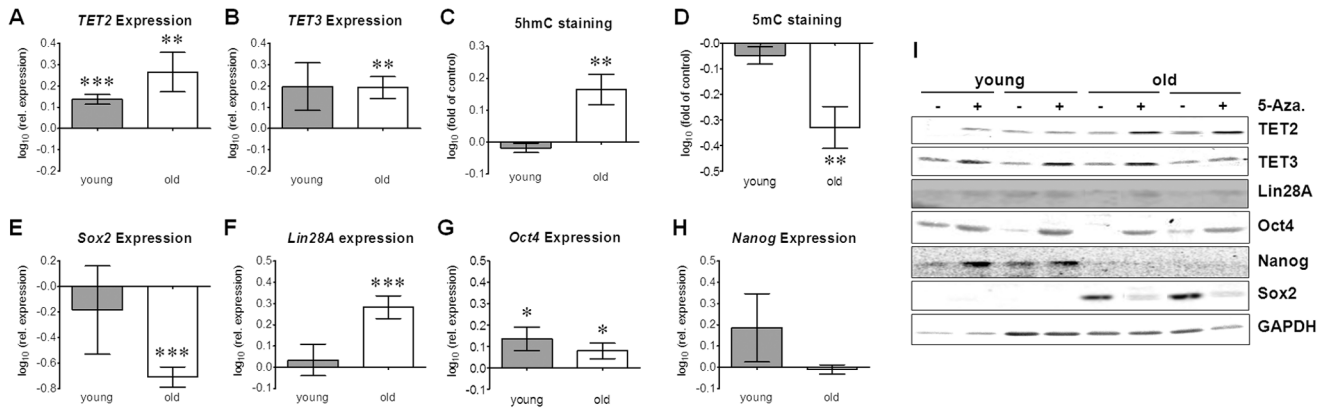 A
TET2 Expression
log10 (rel. expression)
0.4
0.3
0.2
0.1
0.0
-0.1
-0.2
***
**
young
old
B
TET3 Expression
log10 (rel. expression)
0.4
0.3
0.2
0.1
0.0
-0.1
-0.2
**
young
old
C
5hmC staining
log10 (fold of control)
0.3
0.2
0.1
0.0
-0.1
**
young
old
D
5mC staining
log10 (fold of control)
-0.0
-0.1
-0.2
-0.3
-0.4
-0.5
**
young
old
E
Sox2 Expression
log10 (rel. expression)
0.2
-0.0
-0.2
-0.4
-0.6
-0.8
***
young
old
F
Lin28A expression
log10 (rel. expression)
0.5
0.4
0.3
0.2
0.1
0.0
-0.1
***
young
old
G
Oct4 Expression
log10 (rel. expression)
0.5
0.4
0.3
0.2
0.1
0.0
-0.1
*
*
young
old
H
Nanog Expression
log10 (rel. expression)
0.5
0.4
0.3
0.2
0.1
0.0
-0.1
young
old
I
young old
- + - + - + - + 5-Aza.
TET2
TET3
Lin28A
Oct4
Nanog
Sox2
GAPDH